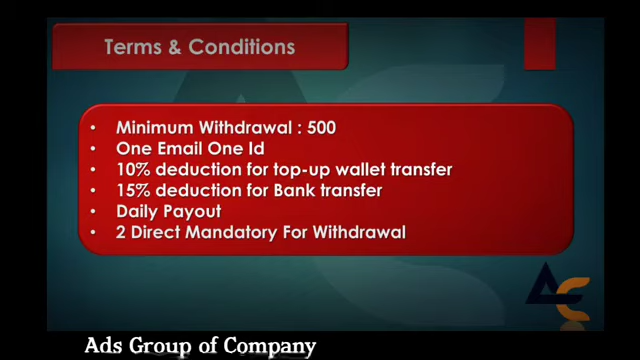 Terms & Conditions
• Minimum Withdrawal : 500
• One Email One Id
• 10% deduction for top-up wallet transfer
• 15% deduction for Bank transfer
• Daily Payout
• 2 Direct Mandatory For Withdrawal
Ads Group of Company